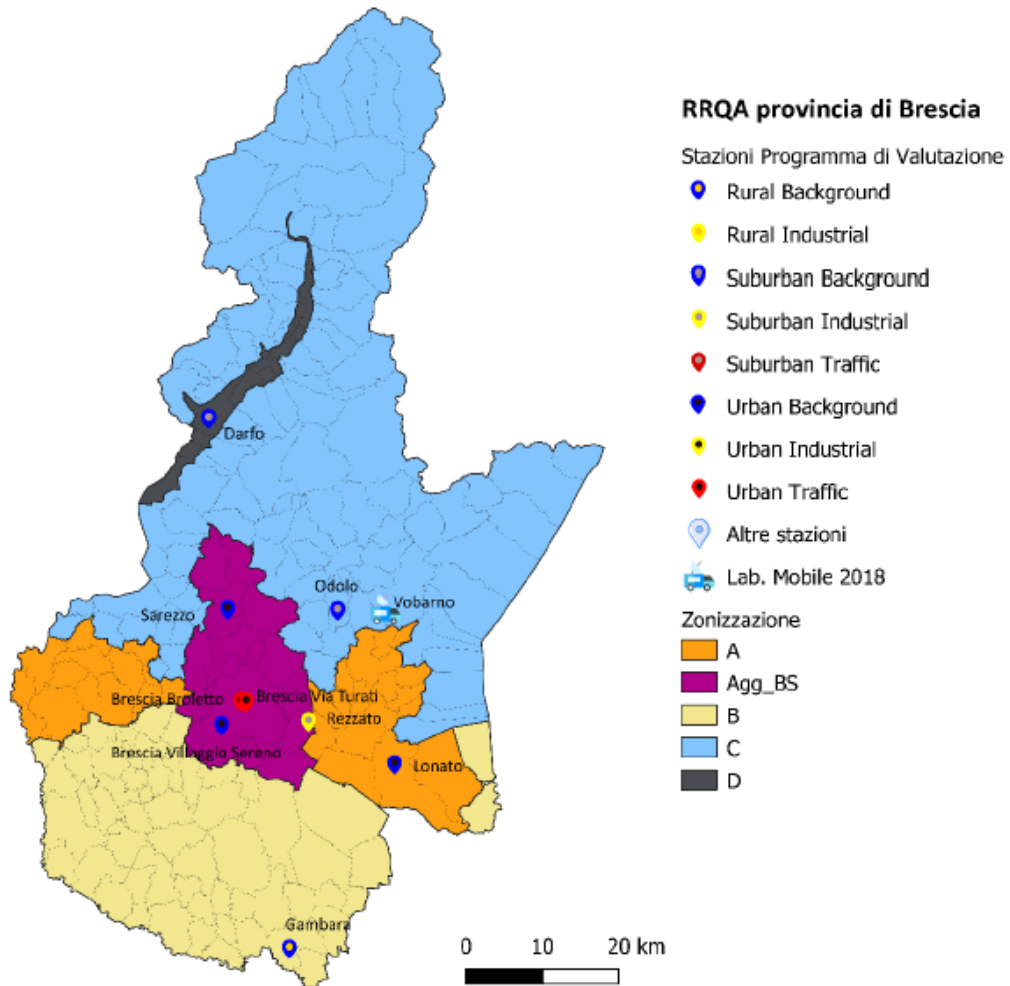 RRQA provincia di Brescia
Stazioni Programma di Valutazione
Rural Background
Rural Industrial
Suburban Background
Suburban Industrial
Suburban Traffic
Urban Background
Urban Industrial
Urban Traffic
Altre stazioni
Lab. Mobile 2018
Zonizzazione
A
Agg_BS
B
C
D
Darfo
Odolo
Vobarno
Sarezzo
Brescia Broletto
Brescia Via Turati
Rezzato
Brescia Villaggio Sereno
Lonato
Gambara
0 10 20 km